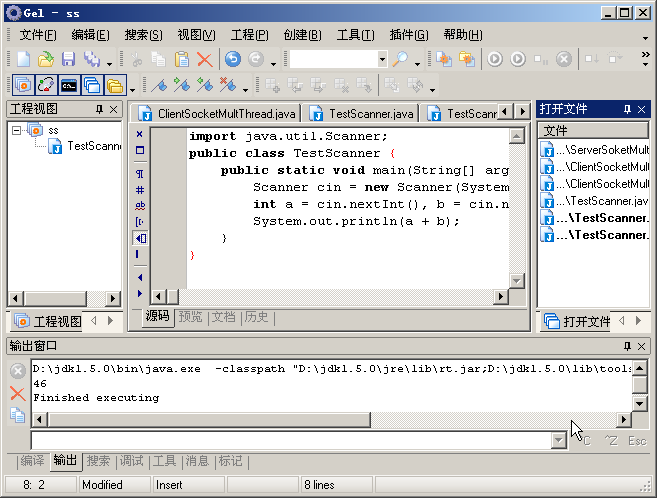 Gel - ss
文件(F) 编辑(E) 搜索(S) 视图(V) 工程(P) 创建(B) 工具(T) 插件(G) 帮助(H)
工程视图
ss
TestScanne
工程视图
ClientSocketMultThread.java TestScanner.java TestScann
import java.util.Scanner;
public class TestScanner {
public static void main(String[] arg
Scanner cin = new Scanner(System
int a = cin.nextInt(), b = cin.n
System.out.println(a + b);
}
}
源码 预览 文档 历史
打开文件
文件
...\ServerSoketMult
...\ClientSocketMul
...\ClientSocketMul
...\TestScanner.jav
...\TestScanner.
...\TestScanner.
打开文件
输出窗口
D:\jdk1.5.0\bin\java.exe -classpath "D:\jdk1.5.0\jre\lib\rt.jar;D:\jdk1.5.0\lib\tools
46
Finished executing
^C ^Z Esc
编译 输出 搜索 调试 工具 消息 标记
8: 2 Modified Insert 8 lines